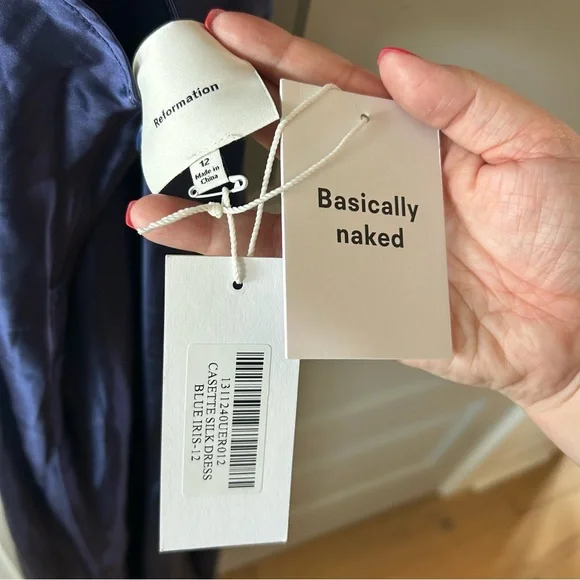 Reformation
12
Made in
China
Basically
naked
1311240UER012
CASETTE SILK DRESS
BLUE IRIS-12